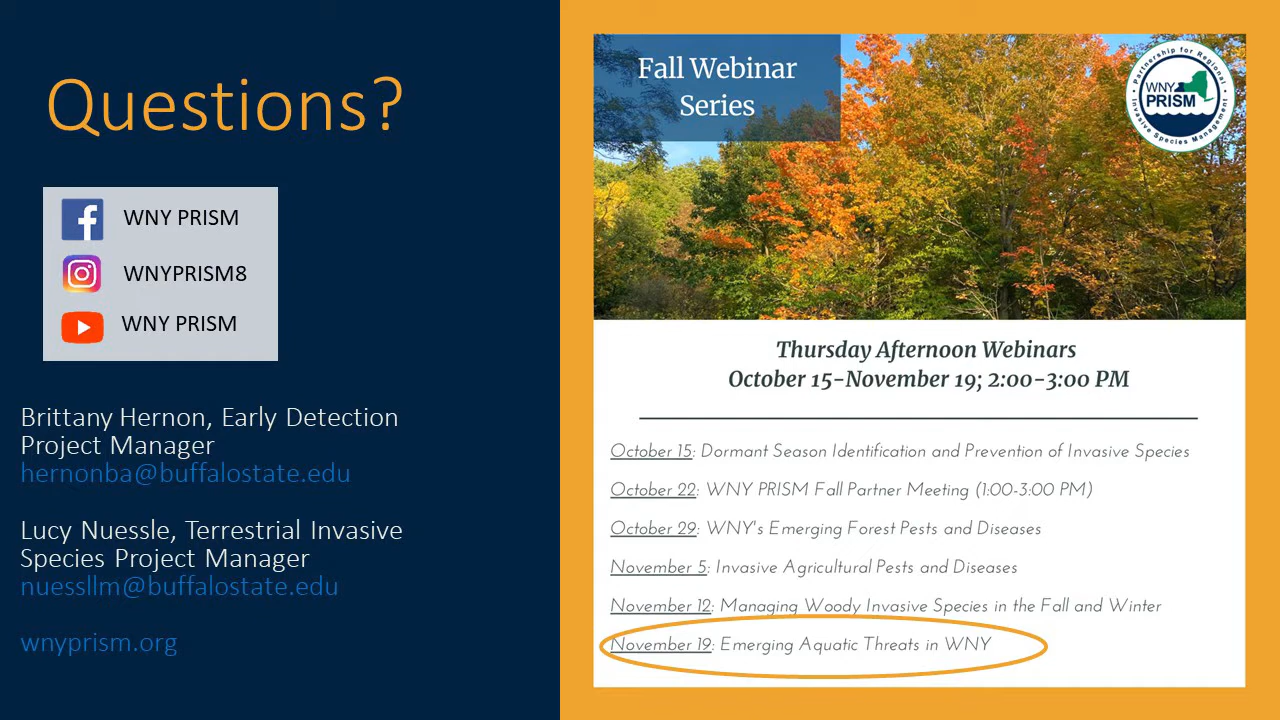 Questions?
WNY PRISM
WNYPRISM8
WNY PRISM
Brittany Hernon, Early Detection
Project Manager
hernonba@buffalostate.edu
Lucy Nuessle, Terrestrial Invasive
Species Project Manager
nuessllm@buffalostate.edu
wnyprism.org
Fall Webinar
Series
Partnership for Regional
WNY
PRISM
Invasive Species Management
Thursday Afternoon Webinars
October 15-November 19; 2:00-3:00 PM
October 15: Dormant Season Identification and Prevention of Invasive Species
October 22: WNY PRISM Fall Partner Meeting (1:00-3:00 PM)
October 29: WNY's Emerging Forest Pests and Diseases
November 5: Invasive Agricultural Pests and Diseases
November 12: Managing Woody Invasive Species in the Fall and Winter
November 19: Emerging Aquatic Threats in WNY